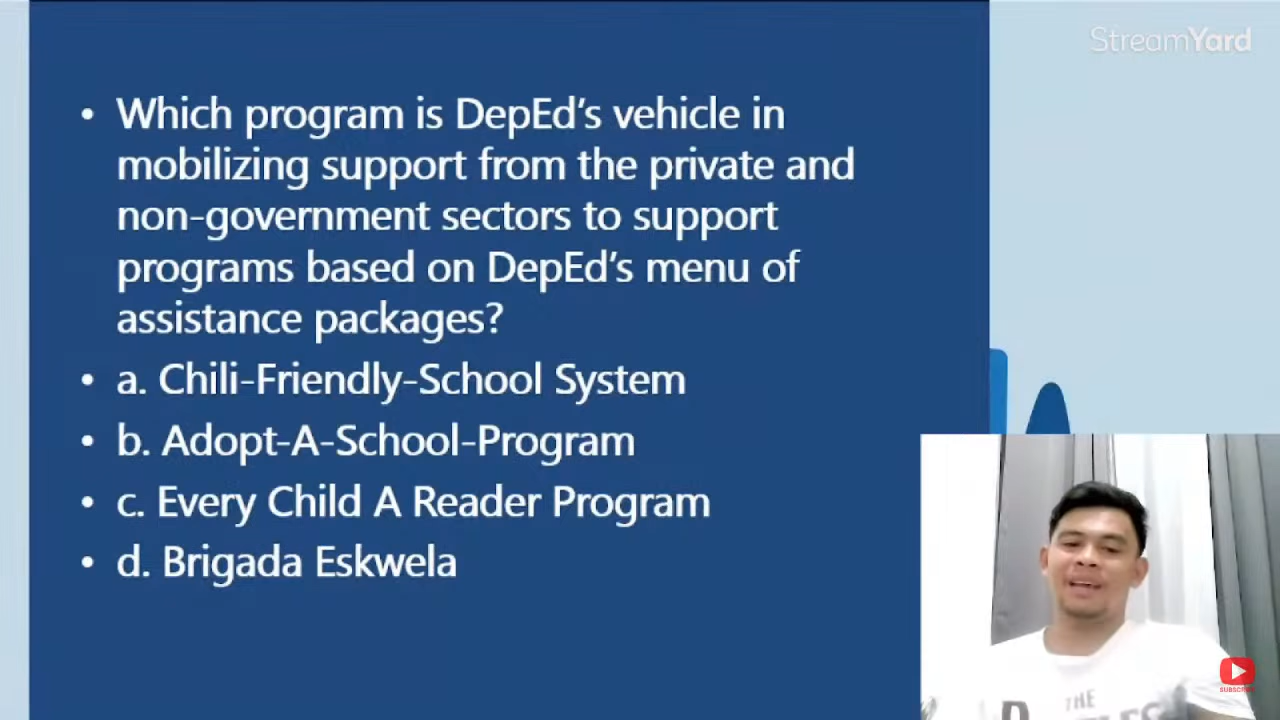 StreamYard
• Which program is DepEd's vehicle in
mobilizing support from the private and
non-government sectors to support
programs based on DepEd's menu of
assistance packages?
• a. Chili-Friendly-School System
• b. Adopt-A-School-Program
• c. Every Child A Reader Program
• d. Brigada Eskwela
SUBSCRIBE
THE